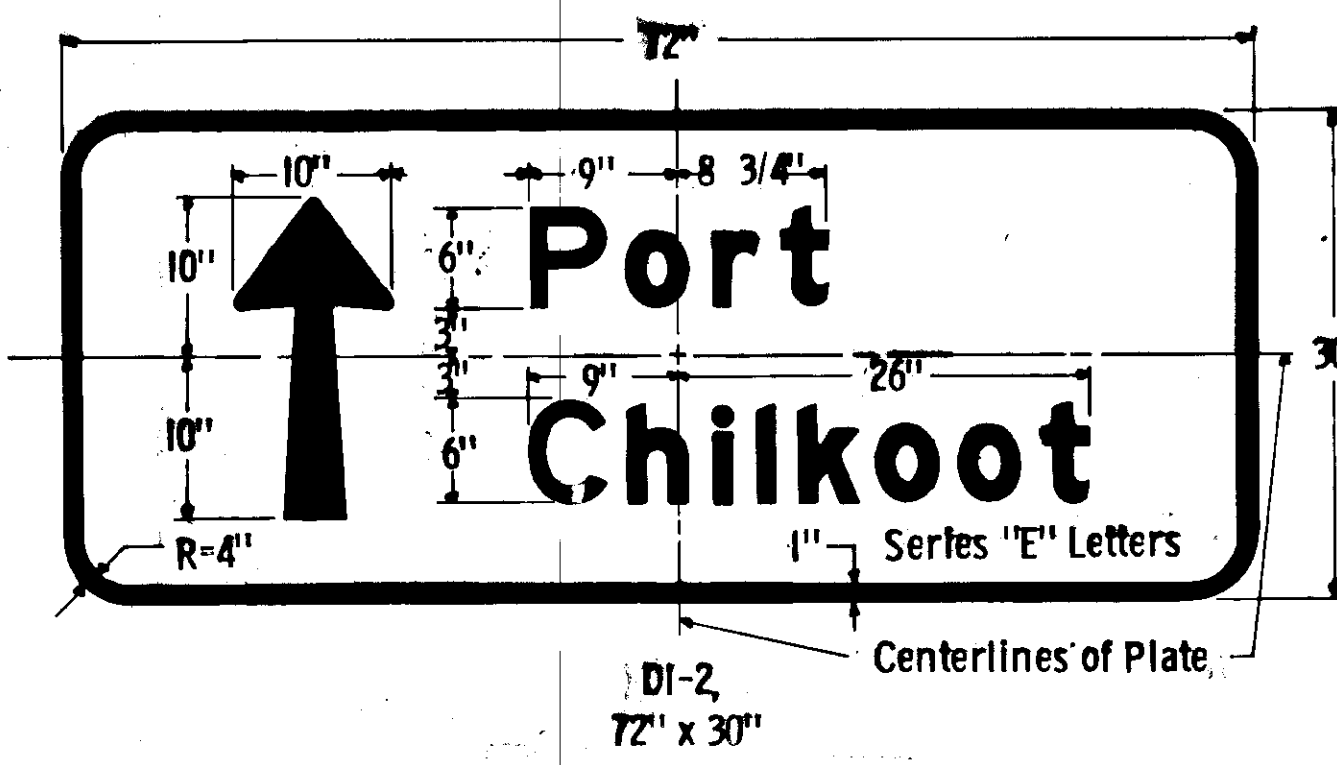 72"
10" 9" 8 3/4"
Port
10" 6"
3"
3" 9" 26"
Chilkoot
10" 6"
R=4" 1" Series "E" Letters
Centerlines of Plate
D1-2,
72" x 30"